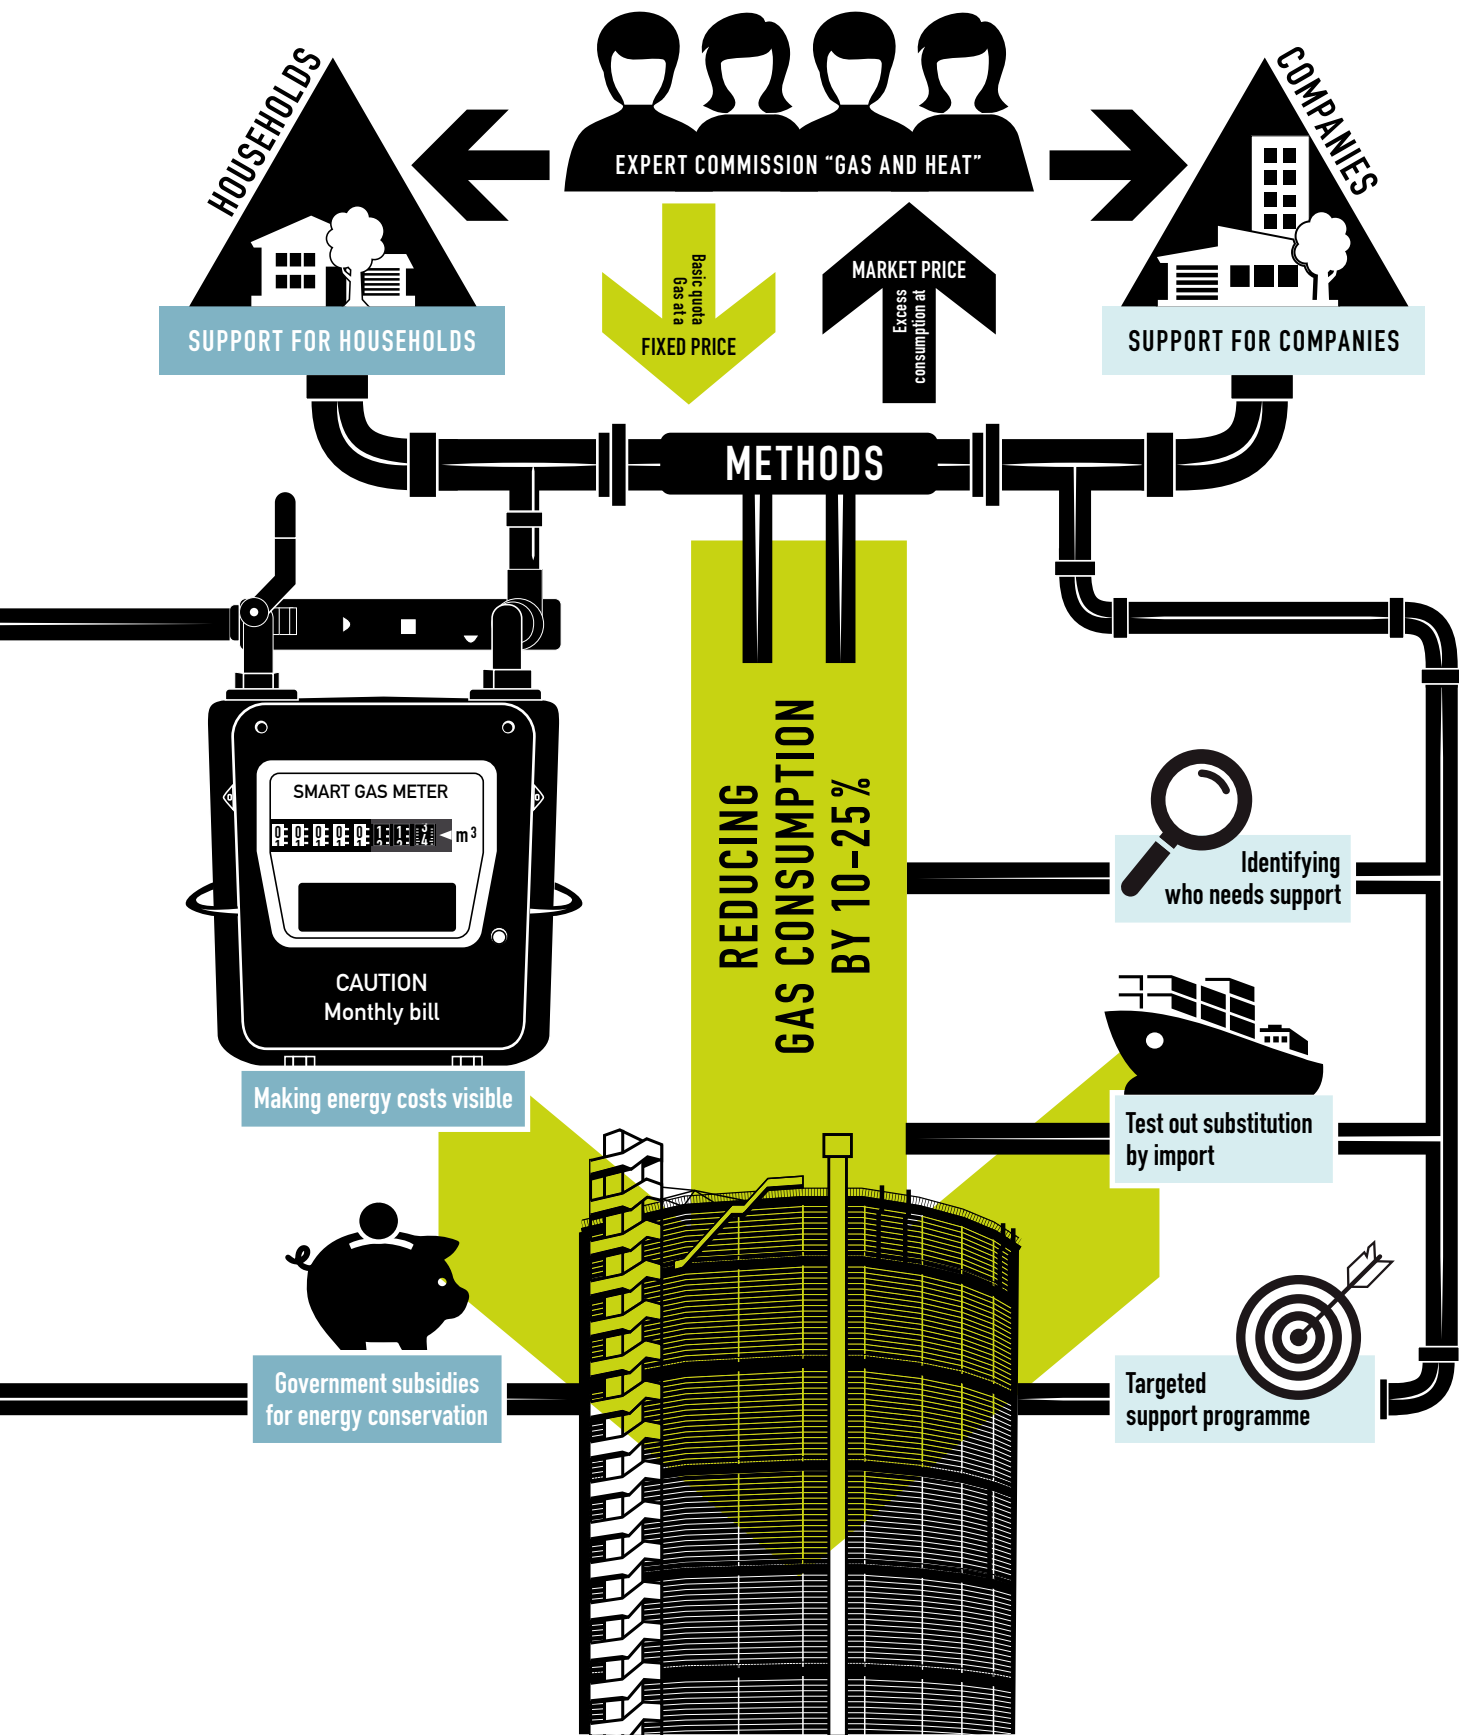 HOUSEHOLDS
EXPERT COMMISSION “GAS AND HEAT”
COMPANIES
Basic quota
Gas at a
FIXED PRICE
MARKET PRICE
Excess
consumption at
SUPPORT FOR HOUSEHOLDS
SUPPORT FOR COMPANIES
METHODS
REDUCING
GAS CONSUMPTION
BY 10–25%
SMART GAS METER
m³
CAUTION
Monthly bill
Making energy costs visible
Government subsidies
for energy conservation
Identifying
who needs support
Test out substitution
by import
Targeted
support programme